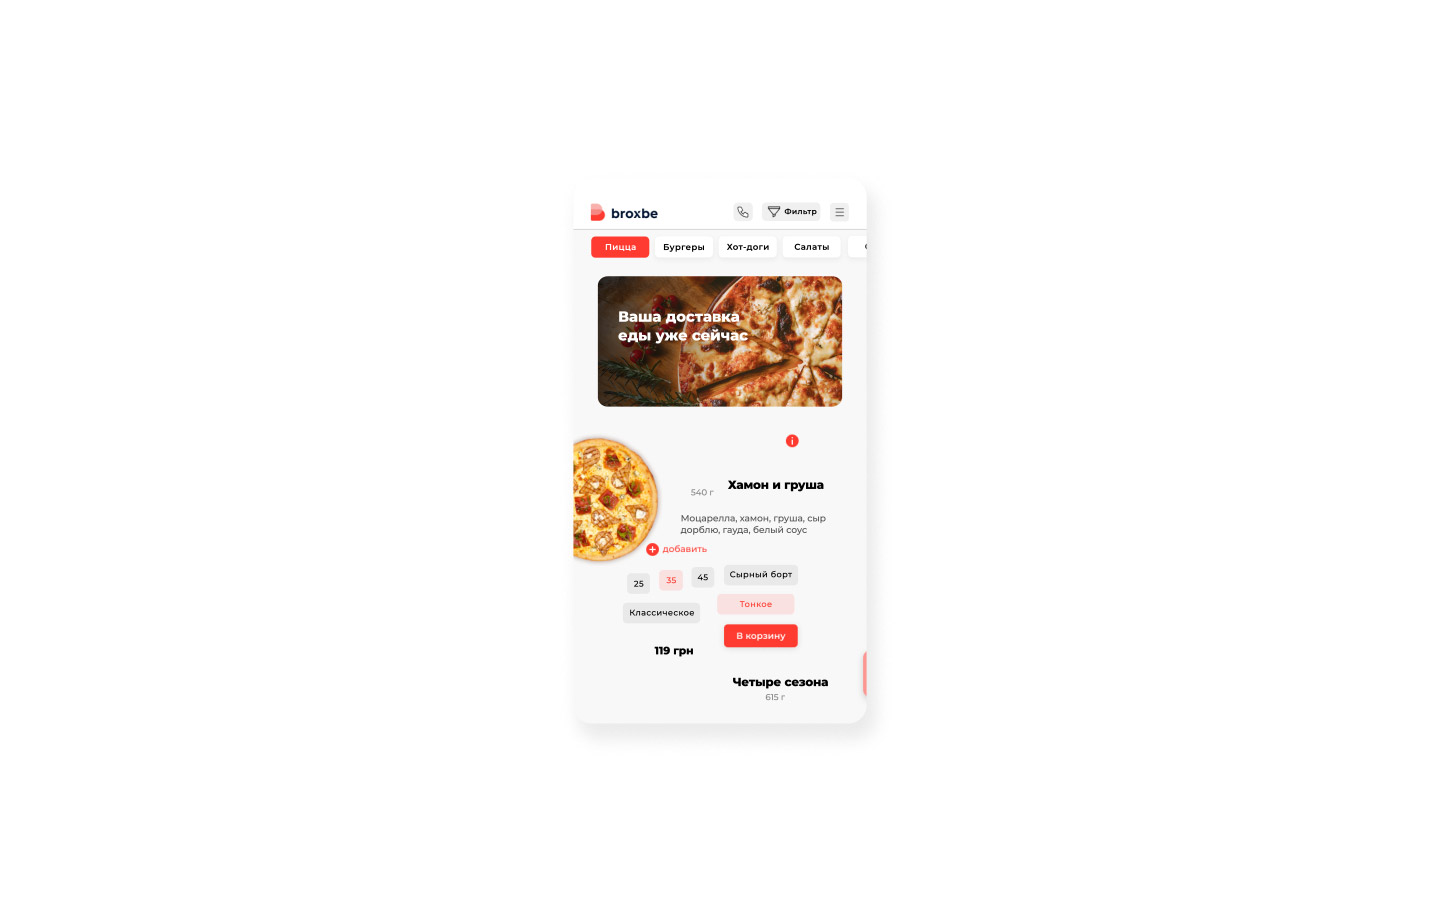 broxbe
Фильтр
Пицца
Бургеры
Хот-доги
Салаты
Ваша доставка
еды уже сейчас
540 г
Хамон и груша
Моцарелла, хамон, груша, сыр
дорблю, гауда, белый соус
добавить
25
35
45
Сырный борт
Классическое
Тонкое
В корзину
119 грн
Четыре сезона
615 г